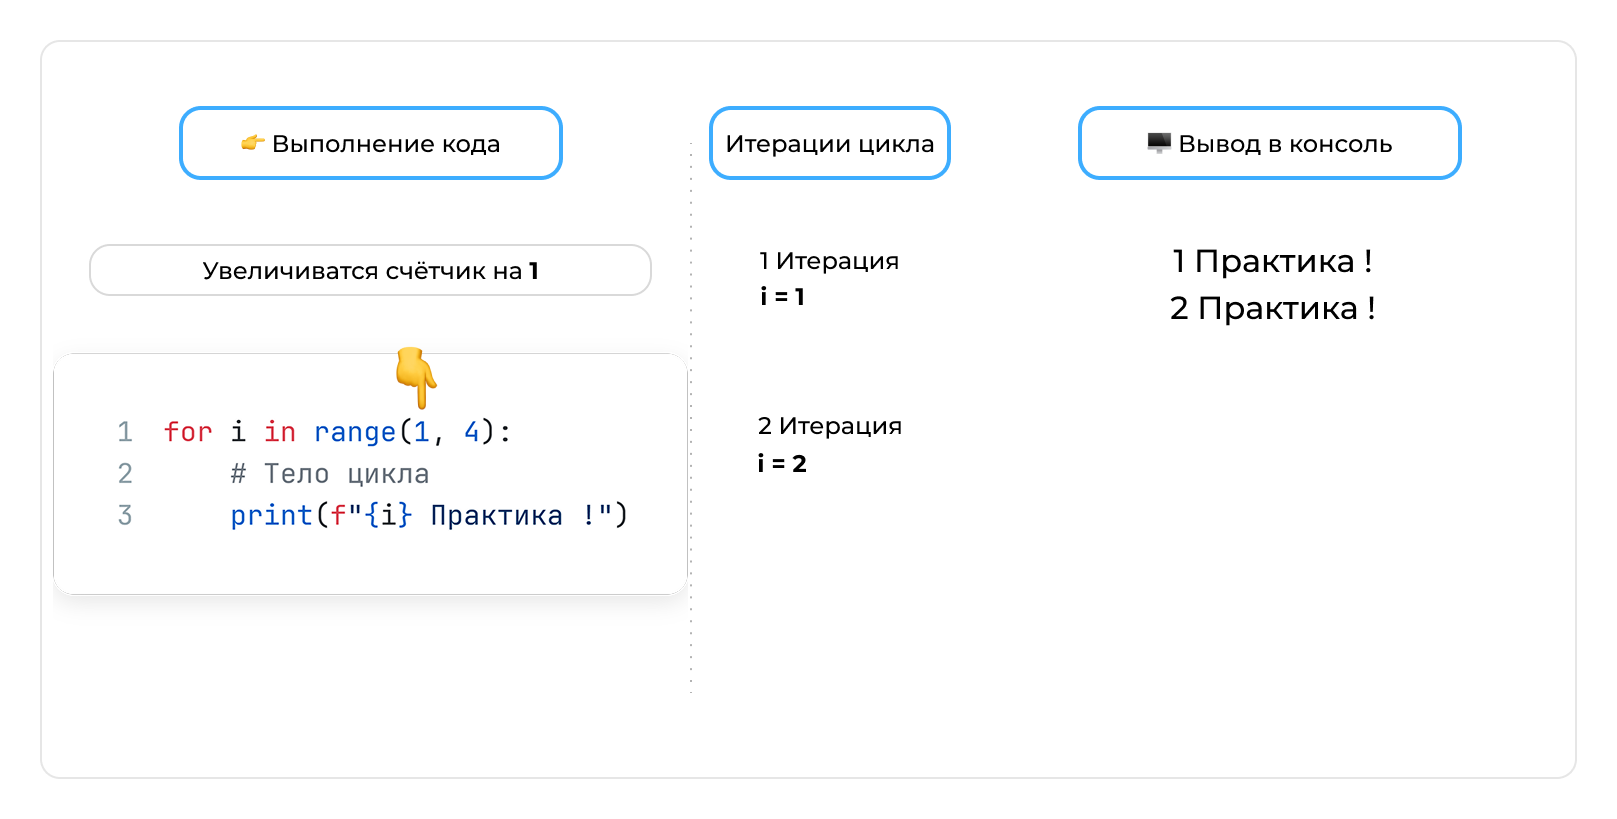 👉 Выполнение кода
Итерации цикла
🖥 Вывод в консоль
Увеличиватся счётчик на 1
1 for i in range(1, 4):
2     # Тело цикла
3     print(f"{i} Практика !")
1 Итерация
i = 1
2 Итерация
i = 2
1 Практика !
2 Практика !